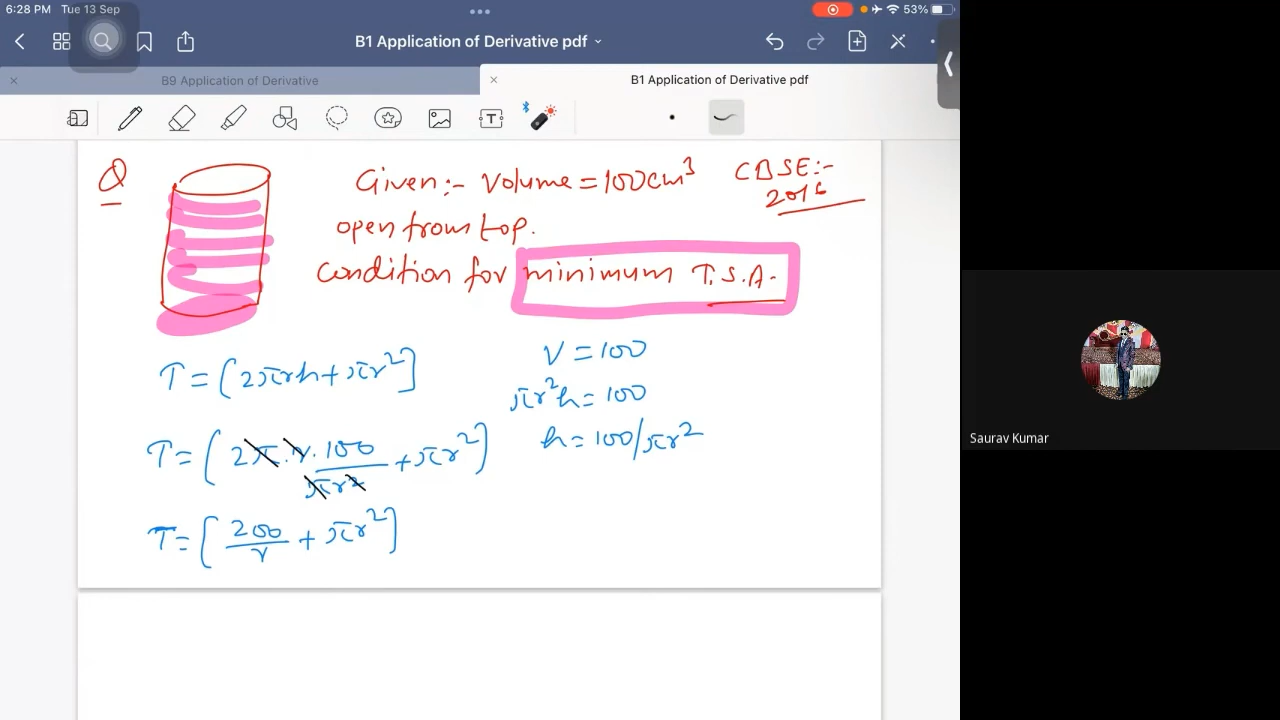 6:28 PM Tue 13 Sep
53%
B1 Application of Derivative pdf
B9 Application of Derivative
B1 Application of Derivative pdf
Q
Given:- Volume = 100cm³
CBSE:-
open from top.
condition for minimum T.S.A.
T = (2πrh + πr²]
V = 100
πr²h = 100
T = ( 2π.r. 100/πr² + πr²)
h = 100/πr²
T = [ 200/r + πr²]
Saurav Kumar